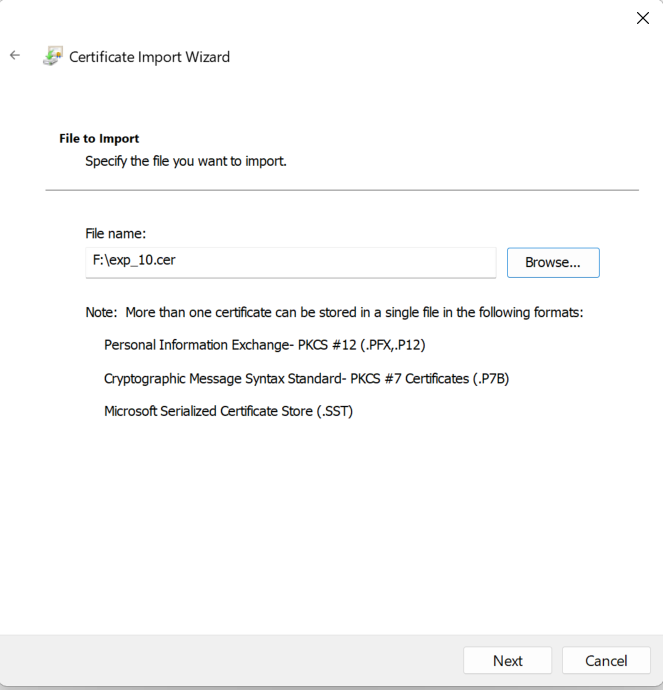 Certificate Import Wizard
File to Import
Specify the file you want to import.
File name:
F:\exp_10.cer
Browse...
Note:  More than one certificate can be stored in a single file in the following formats:
Personal Information Exchange- PKCS #12 (.PFX,.P12)
Cryptographic Message Syntax Standard- PKCS #7 Certificates (.P7B)
Microsoft Serialized Certificate Store (.SST)
Next
Cancel